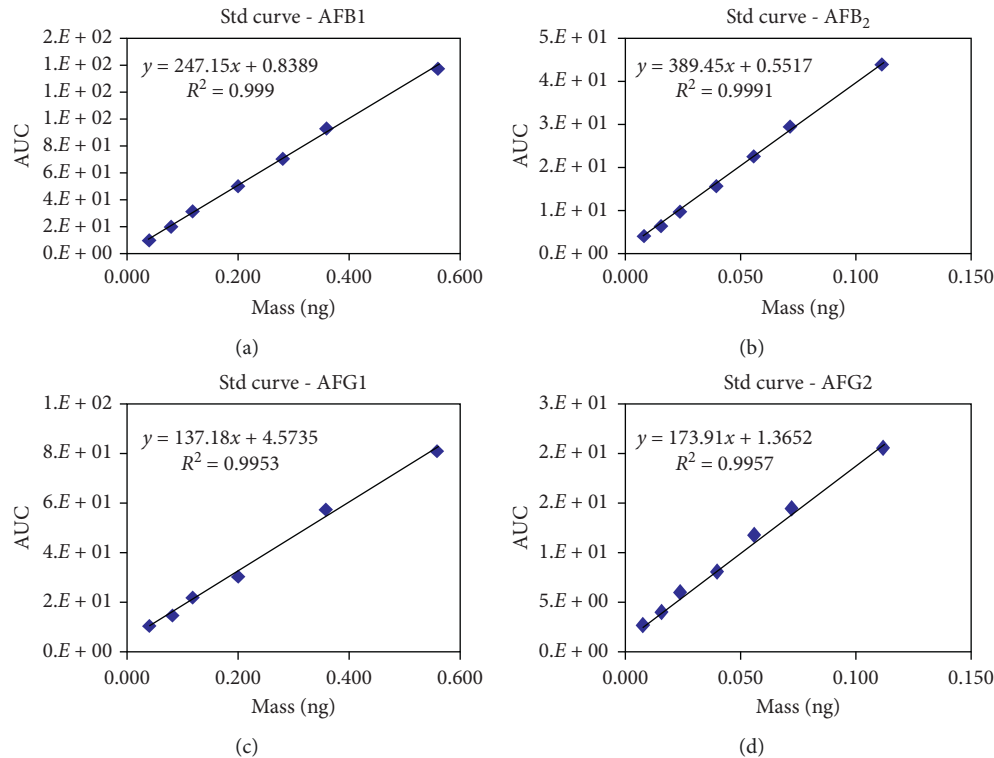 Std curve - AFB1
AUC
2.E + 02
1.E + 02
1.E + 02
1.E + 02
8.E + 01
6.E + 01
4.E + 01
2.E + 01
0.E + 00
y = 247.15x + 0.8389
R² = 0.999
0.000 0.200 0.400 0.600
Mass (ng)
(a)
Std curve - AFB₂
AUC
5.E + 01
4.E + 01
3.E + 01
2.E + 01
1.E + 01
0.E + 00
y = 389.45x + 0.5517
R² = 0.9991
0.000 0.050 0.100 0.150
Mass (ng)
(b)
Std curve - AFG1
AUC
1.E + 02
8.E + 01
6.E + 01
4.E + 01
2.E + 01
0.E + 00
y = 137.18x + 4.5735
R² = 0.9953
0.000 0.200 0.400 0.600
Mass (ng)
(c)
Std curve - AFG2
AUC
3.E + 01
2.E + 01
2.E + 01
1.E + 01
5.E + 00
0.E + 00
y = 173.91x + 1.3652
R² = 0.9957
0.000 0.050 0.100 0.150
Mass (ng)
(d)